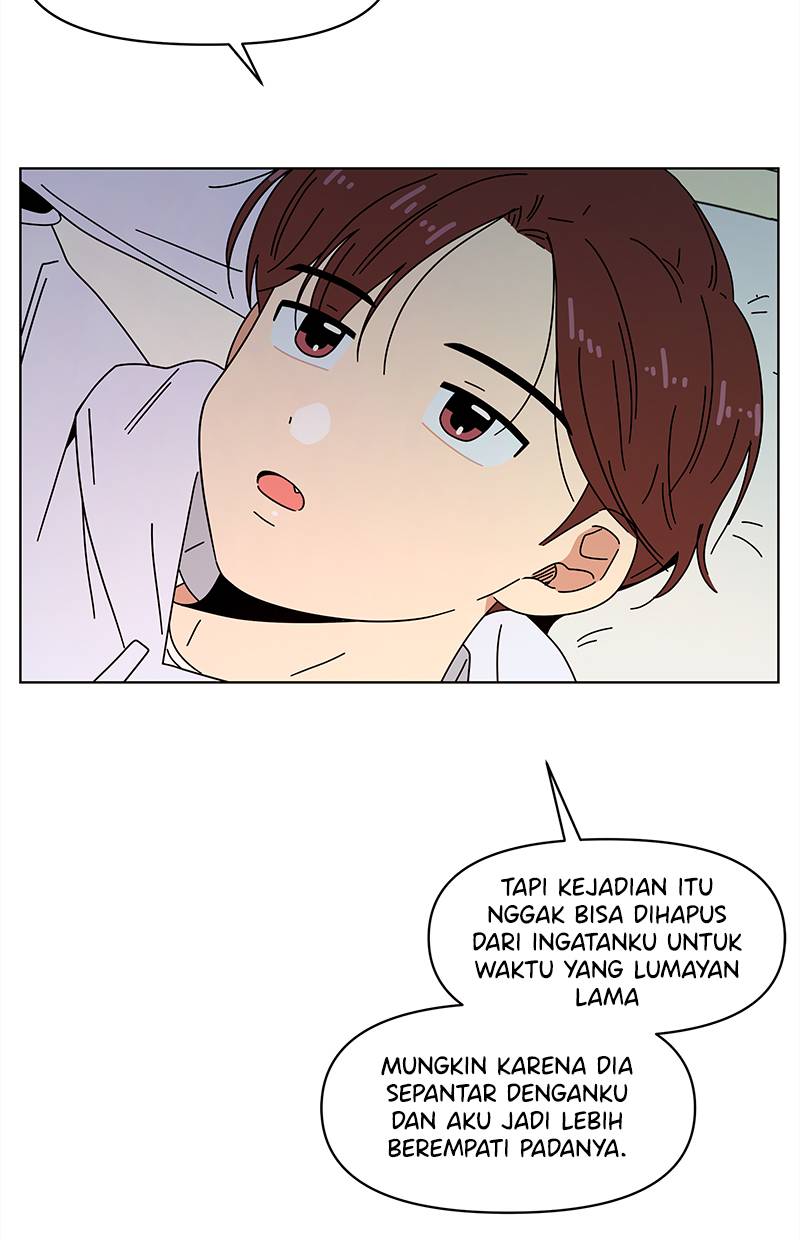 TAPI KEJADIAN ITU
NGGAK BISA DIHAPUS
DARI INGATANKU UNTUK
WAKTU YANG LUMAYAN
LAMA
MUNGKIN KARENA DIA
SEPANTAR DENGANKU
DAN AKU JADI LEBIH
BEREMPATI PADANYA.